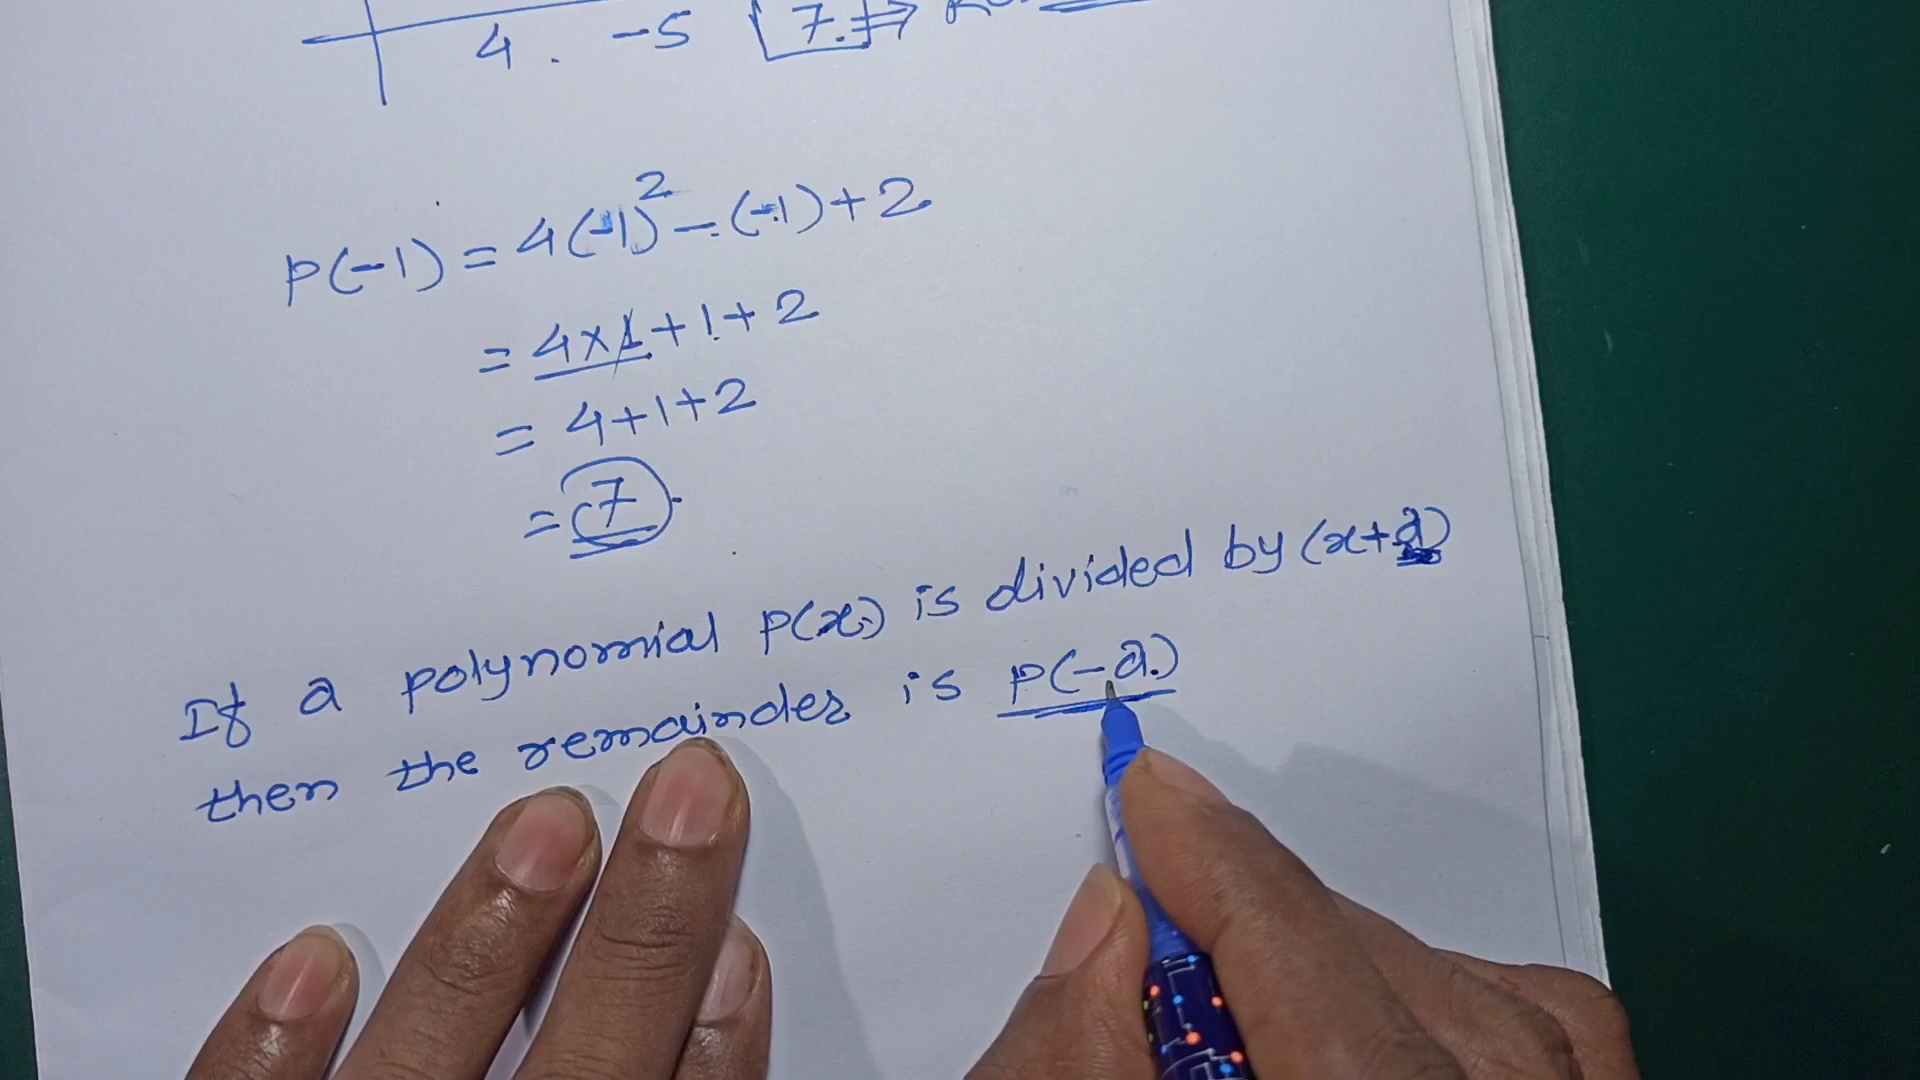 4. -5 7. ⇒
P(-1) = 4(-1)² - (-1) + 2
= 4×1 + 1 + 2
= 4 + 1 + 2
= 7
If a polynomial P(x) is divided by (x+a)
then the remainder is P(-a)